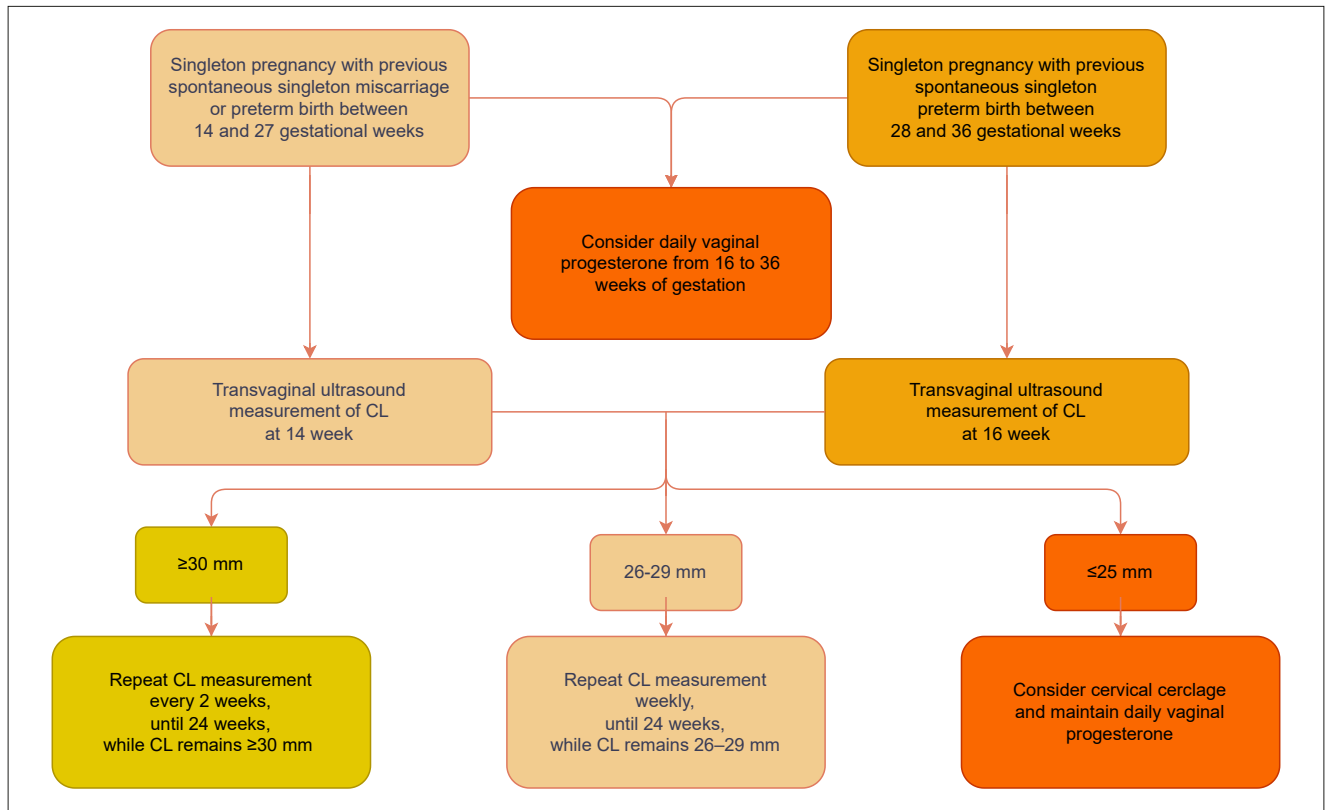 Singleton pregnancy with previous
spontaneous singleton miscarriage
or preterm birth between
14 and 27 gestational weeks
Singleton pregnancy with previous
spontaneous singleton
preterm birth between
28 and 36 gestational weeks
Consider daily vaginal
progesterone from 16 to 36
weeks of gestation
Transvaginal ultrasound
measurement of CL
at 14 week
Transvaginal ultrasound
measurement of CL
at 16 week
≥30 mm
26-29 mm
≤25 mm
Repeat CL measurement
every 2 weeks,
until 24 weeks,
while CL remains ≥30 mm
Repeat CL measurement
weekly,
until 24 weeks,
while CL remains 26–29 mm
Consider cervical cerclage
and maintain daily vaginal
progesterone